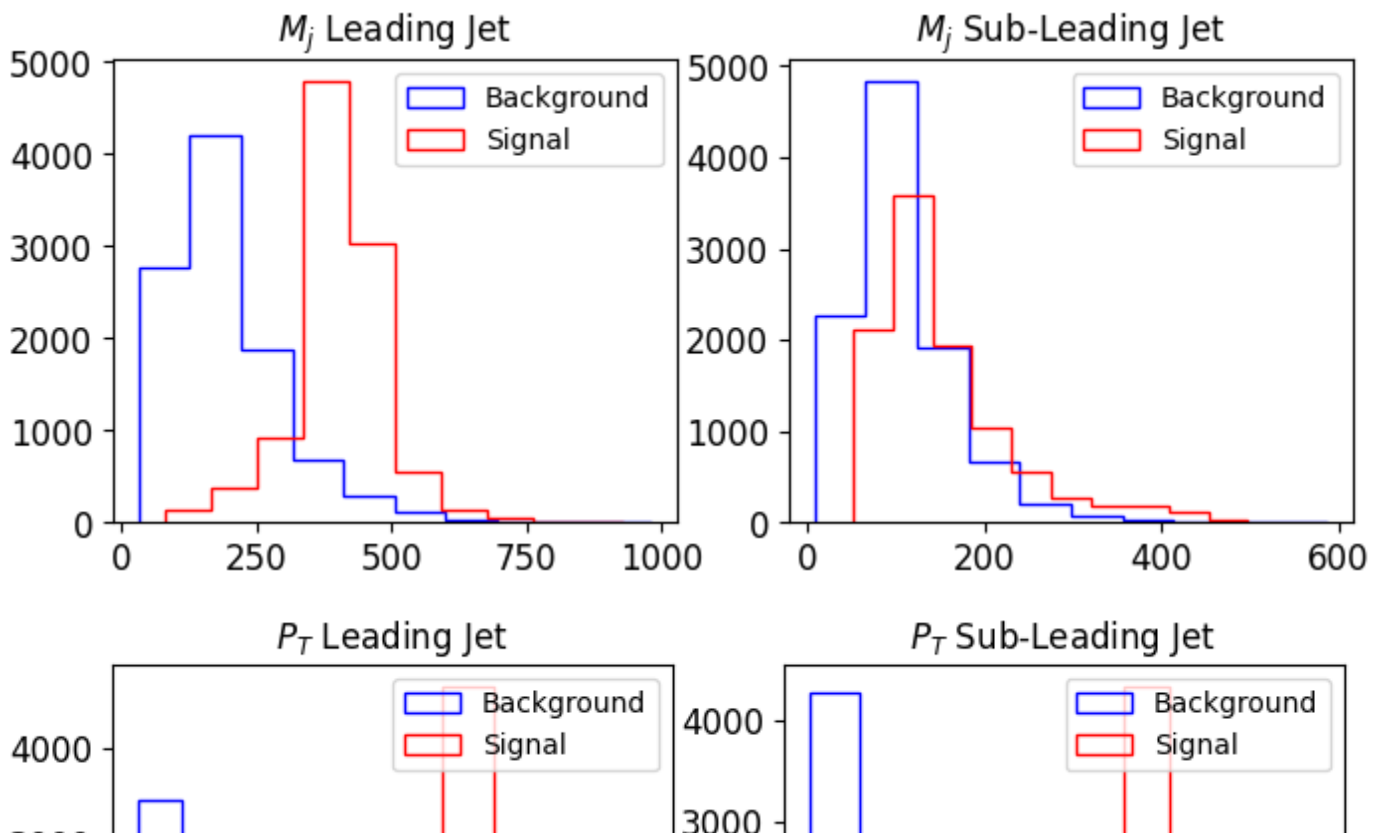 M_j Leading Jet
5000
4000
3000
2000
1000
0
0 250 500 750 1000
Background
Signal
M_j Sub-Leading Jet
5000
4000
3000
2000
1000
0
0 200 400 600
Background
Signal
P_T Leading Jet
4000
Background
Signal
P_T Sub-Leading Jet
4000
3000
Background
Signal